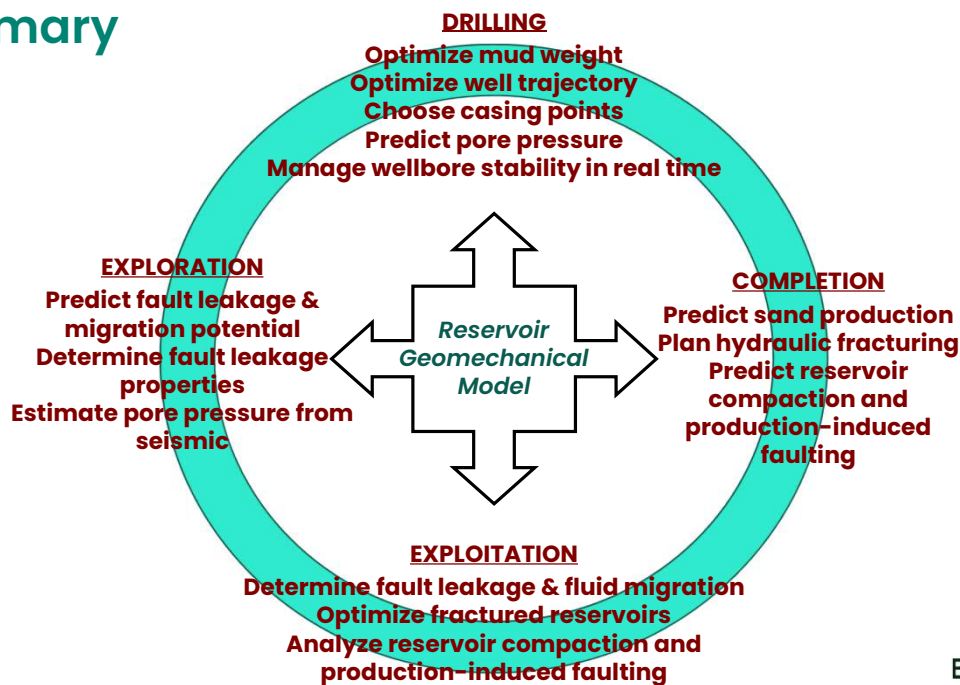 mary
DRILLING
Optimize mud weight
Optimize well trajectory
Choose casing points
Predict pore pressure
Manage wellbore stability in real time
EXPLORATION
Predict fault leakage &
migration potential
Determine fault leakage
properties
Estimate pore pressure from
seismic
Reservoir
Geomechanical
Model
COMPLETION
Predict sand production
Plan hydraulic fracturing
Predict reservoir
compaction and
production-induced
faulting
EXPLOITATION
Determine fault leakage & fluid migration
Optimize fractured reservoirs
Analyze reservoir compaction and
production-induced faulting